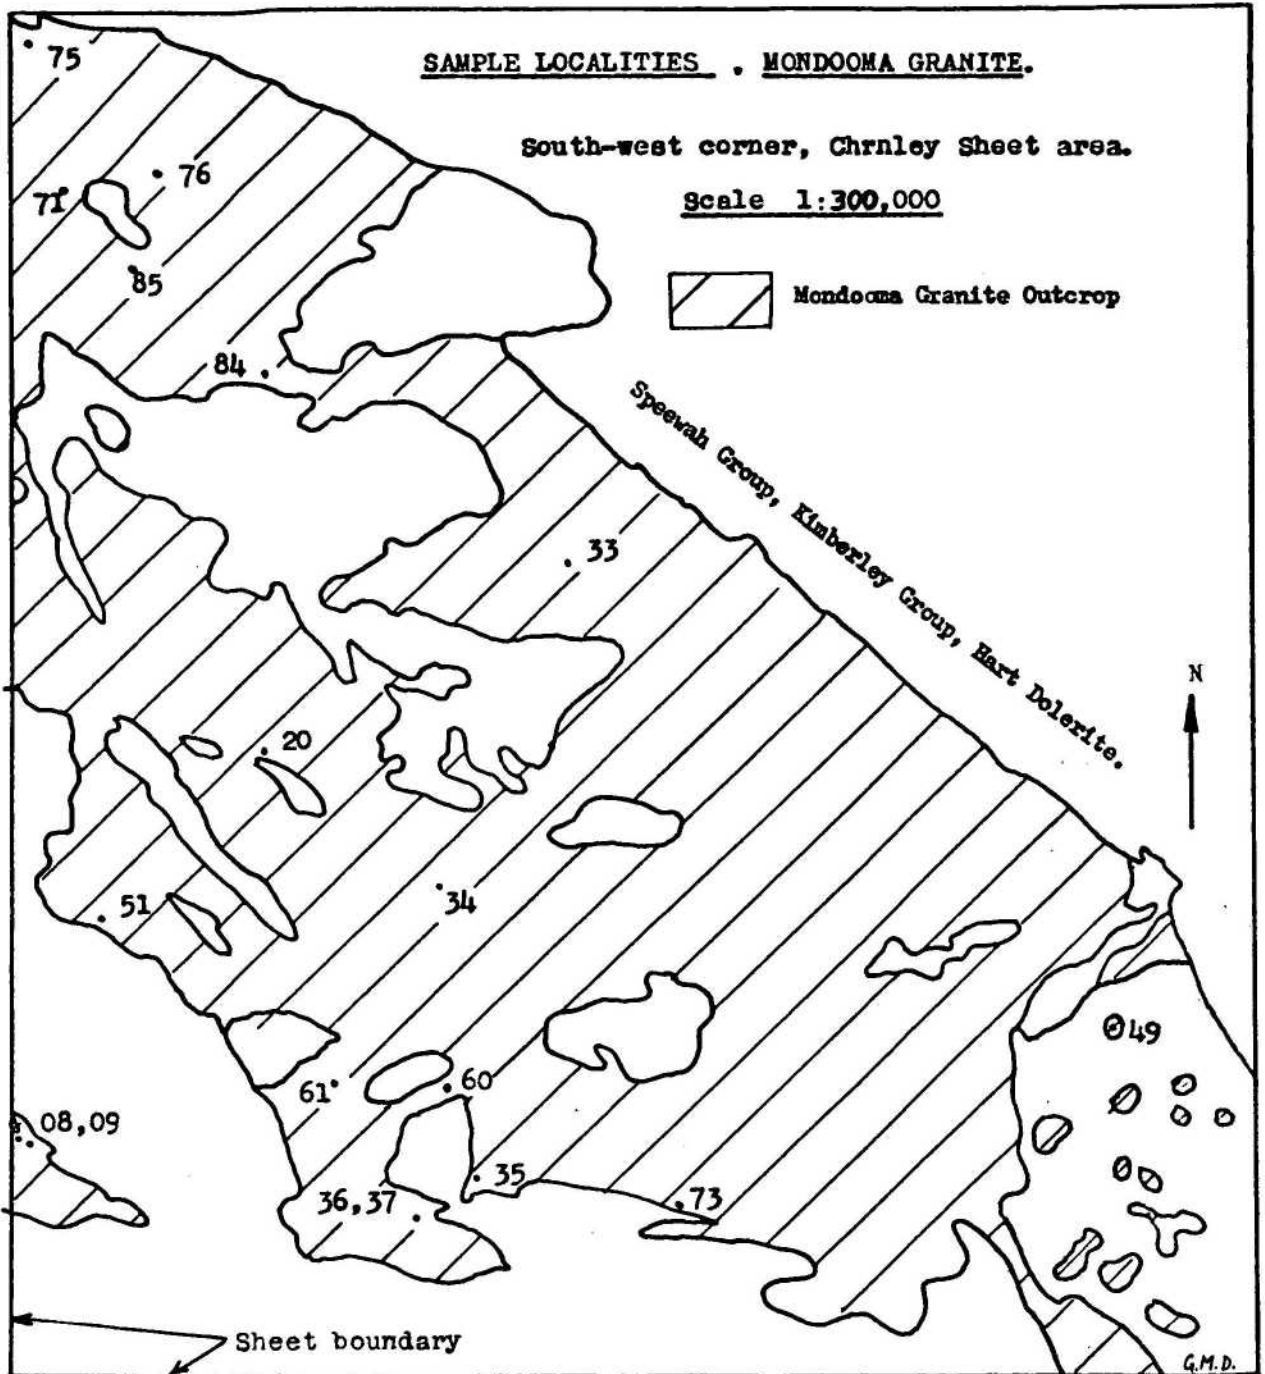 SAMPLE LOCALITIES . MONDOOMA GRANITE.
South-west corner, Chrnley Sheet area.
Scale 1:300,000
Mondooma Granite Outcrop
75
76
71
85
84
Speewah Group, Kimberley Group, Hart Dolerite.
33
N
20
51
34
49
61
60
08,09
35
36,37
73
Sheet boundary
G.M.D.